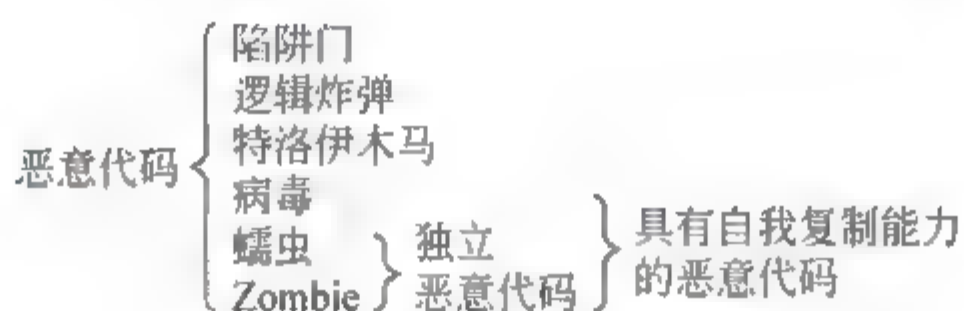 陷阱门
逻辑炸弹
特洛伊木马
恶意代码
病毒
蠕虫
独立
具有自我复制能力
Zombie
恶意代码
的恶意代码